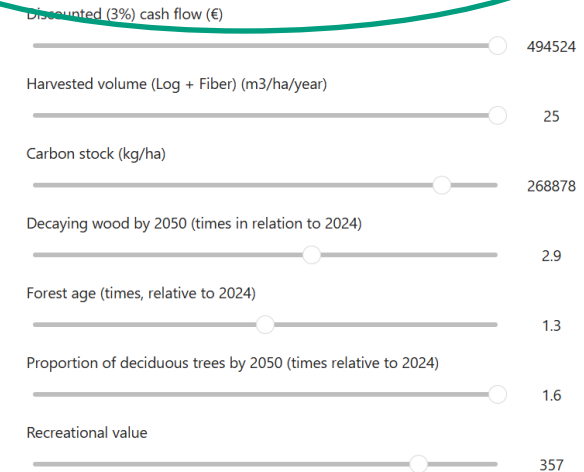 Discounted (3%) cash flow (€)
494524
Harvested volume (Log + Fiber) (m3/ha/year)
25
Carbon stock (kg/ha)
268878
Decaying wood by 2050 (times in relation to 2024)
2.9
Forest age (times, relative to 2024)
1.3
Proportion of deciduous trees by 2050 (times relative to 2024)
1.6
Recreational value
357